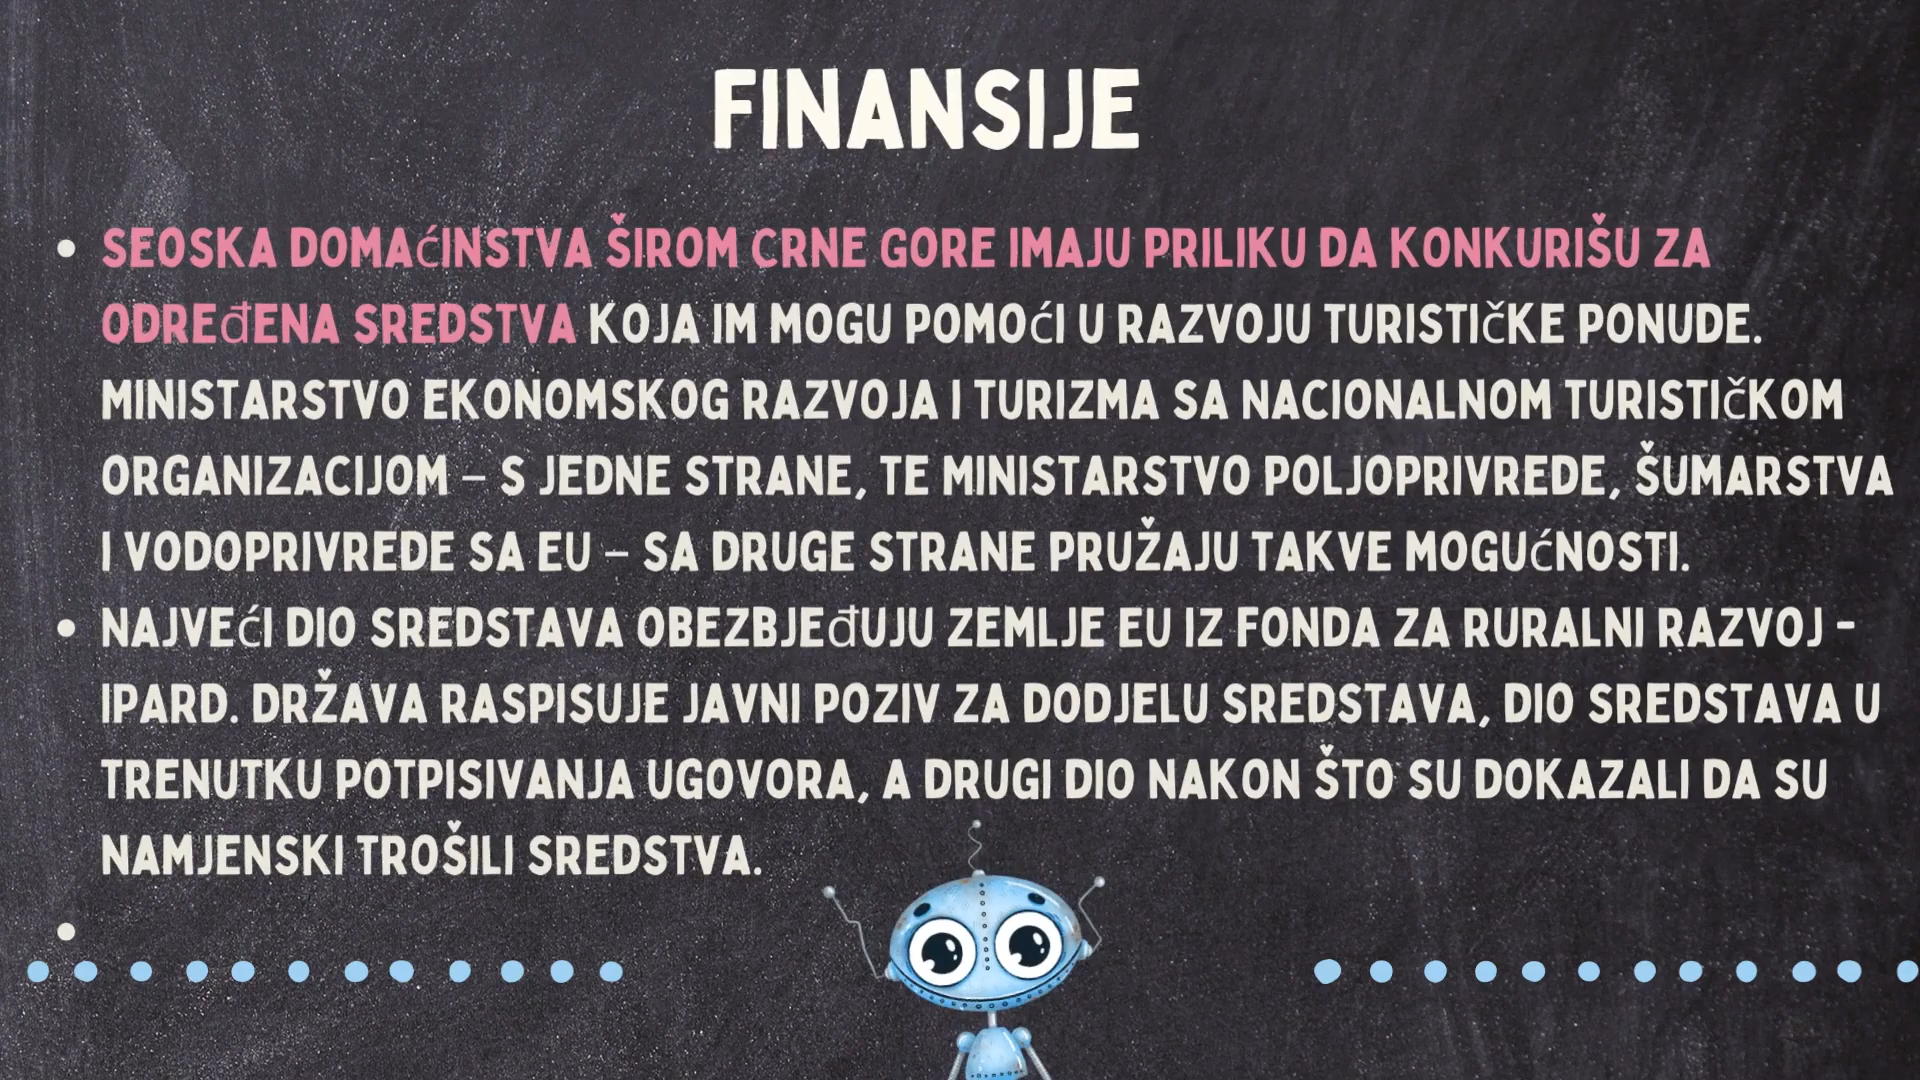 FINANSIJE
• SEOSKA DOMAĆINSTVA ŠIROM CRNE GORE IMAJU PRILIKU DA KONKURIŠU ZA
ODREĐENA SREDSTVA KOJA IM MOGU POMOĆI U RAZVOJU TURISTIČKE PONUDE.
MINISTARSTVO EKONOMSKOG RAZVOJA I TURIZMA SA NACIONALNOM TURISTIČKOM
ORGANIZACIJOM – S JEDNE STRANE, TE MINISTARSTVO POLJOPRIVREDE, ŠUMARSTVA
I VODOPRIVREDE SA EU – SA DRUGE STRANE PRUŽAJU TAKVE MOGUĆNOSTI.
• NAJVEĆI DIO SREDSTAVA OBEZBJEĐUJU ZEMLJE EU IZ FONDA ZA RURALNI RAZVOJ -
IPARD. DRŽAVA RASPISUJE JAVNI POZIV ZA DODJELU SREDSTAVA, DIO SREDSTAVA U
TRENUTKU POTPISIVANJA UGOVORA, A DRUGI DIO NAKON ŠTO SU DOKAZALI DA SU
NAMJENSKI TROŠILI SREDSTVA.
•